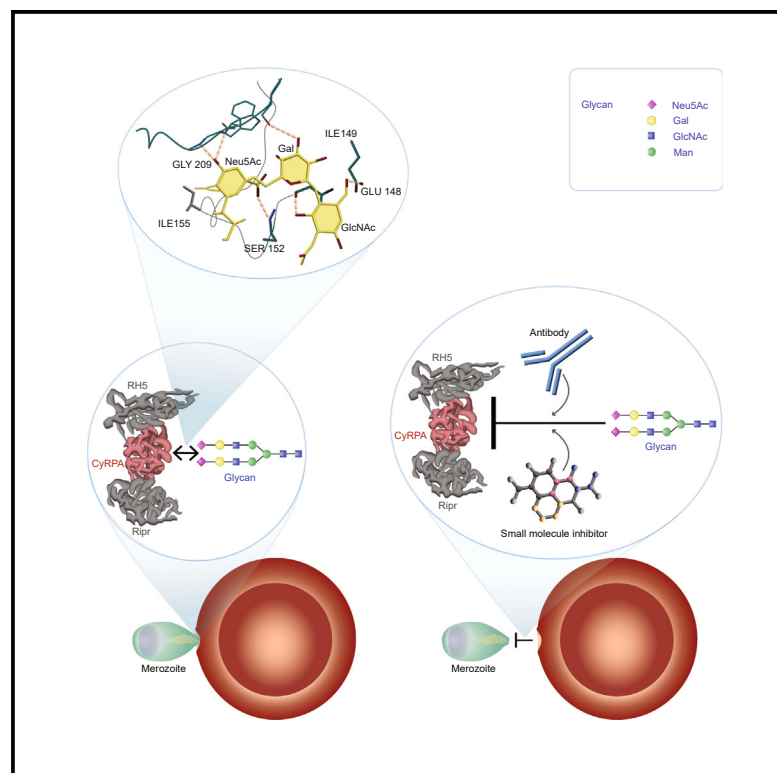 ILE149
Gal
GLY 209
Neu5Ac
GLU 148
ILE155
SER 152
GlcNAc
Glycan
Neu5Ac
Gal
GlcNAc
Man
RH5
CyRPA
Glycan
Ripr
Merozoite
Antibody
RH5
CyRPA
Glycan
Ripr
Small molecule inhibitor
Merozoite